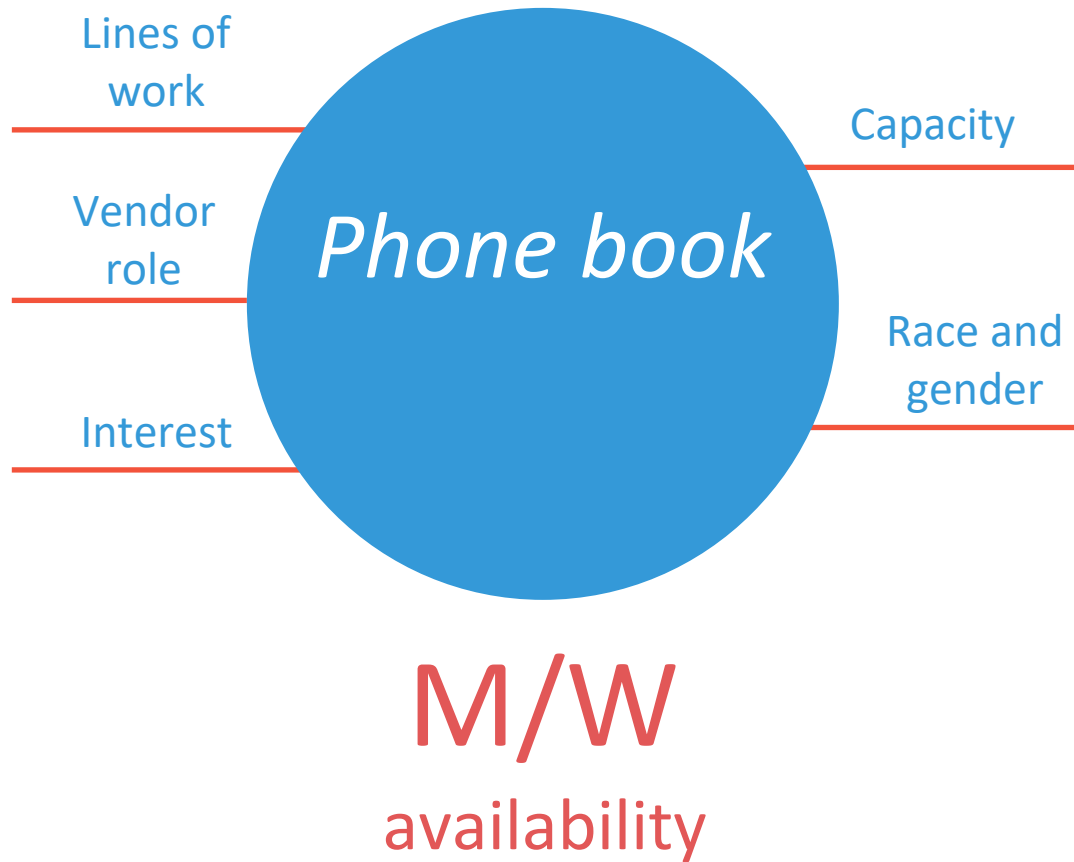 Lines of
work
Vendor
role
Interest
Phone book
Capacity
Race and
gender
M/W
availability